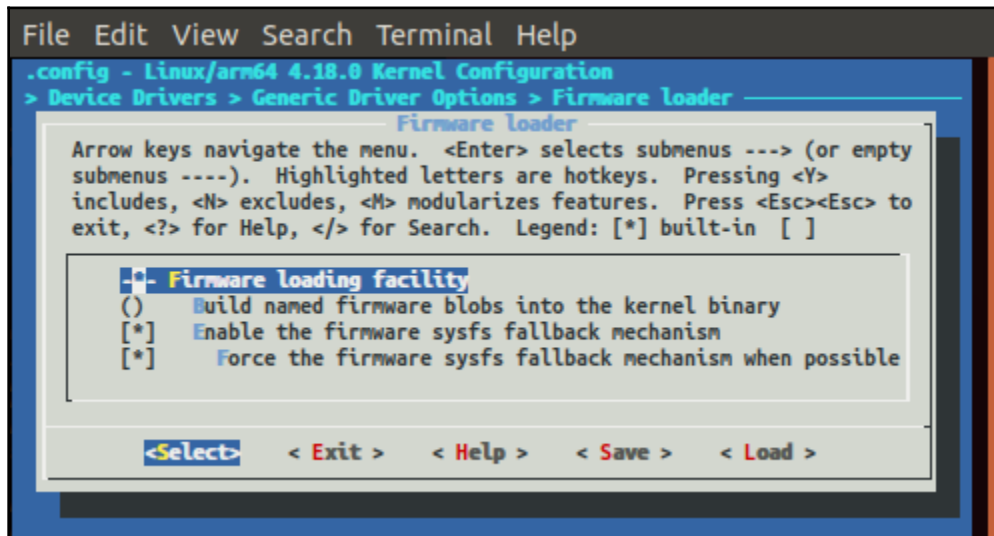 File Edit View Search Terminal Help
.config - Linux/arm64 4.18.0 Kernel Configuration
> Device Drivers > Generic Driver Options > Firmware loader
Firmware loader
Arrow keys navigate the menu. <Enter> selects submenus ---> (or empty
submenus ----). Highlighted letters are hotkeys. Pressing <Y>
includes, <N> excludes, <M> modularizes features. Press <Esc><Esc> to
exit, <?> for Help, </> for Search. Legend: [*] built-in [ ]
-*- Firmware loading facility
() Build named firmware blobs into the kernel binary
[*] Enable the firmware sysfs fallback mechanism
[*] Force the firmware sysfs fallback mechanism when possible
<Select> < Exit > < Help > < Save > < Load >